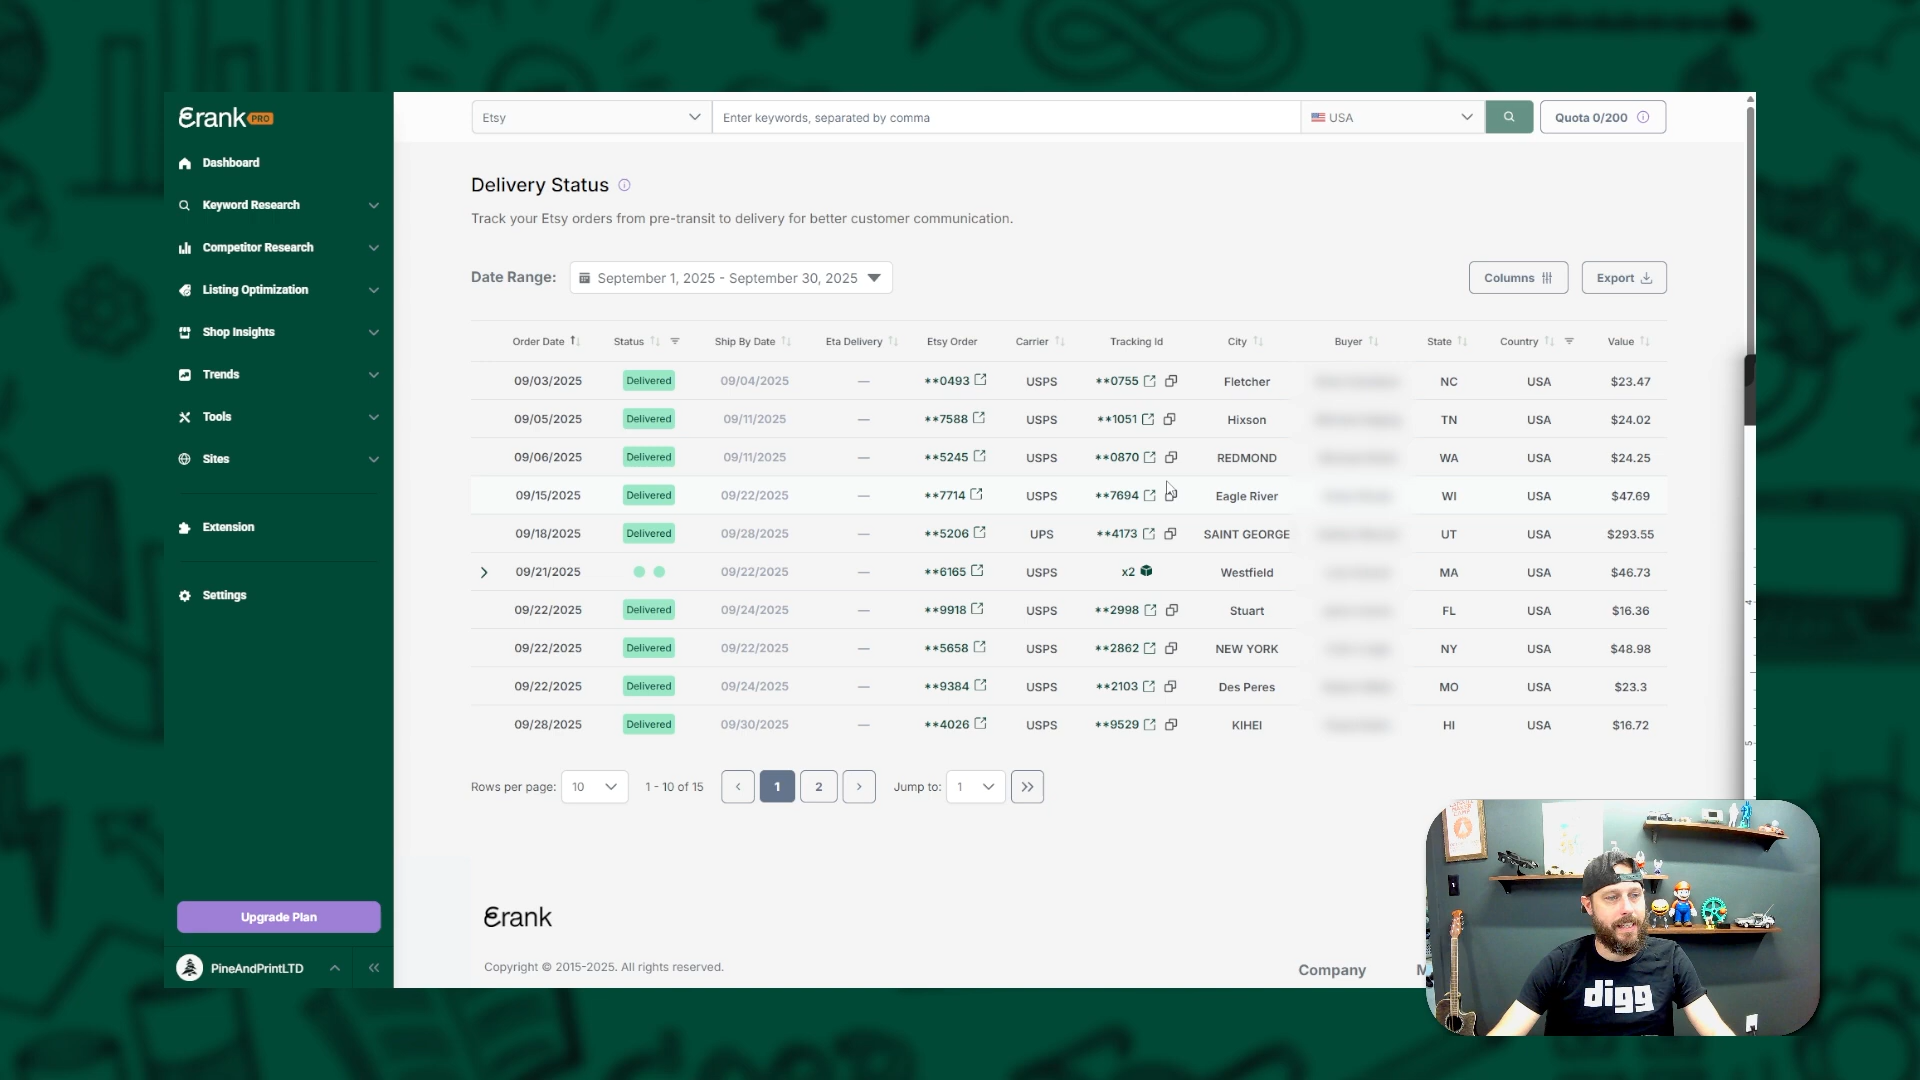 Erank PRO
Etsy
Enter keywords, separated by comma
USA
Quota 0/200
Dashboard
Keyword Research
Competitor Research
Listing Optimization
Shop Insights
Trends
Tools
Sites
Extension
Settings
Upgrade Plan
PineAndPrintLTD
Delivery Status
Track your Etsy orders from pre-transit to delivery for better customer communication.
Date Range: September 1, 2025 - September 30, 2025
Columns
Export
Order Date Status Ship By Date Eta Delivery Etsy Order Carrier Tracking Id City Buyer State Country Value
09/03/2025 Delivered 09/04/2025 — **0493 USPS **0755 Fletcher NC USA $23.47
09/05/2025 Delivered 09/11/2025 — **7588 USPS **1051 Hixson TN USA $24.02
09/06/2025 Delivered 09/11/2025 — **5245 USPS **0870 REDMOND WA USA $24.25
09/15/2025 Delivered 09/22/2025 — **7714 USPS **7694 Eagle River WI USA $47.69
09/18/2025 Delivered 09/28/2025 — **5206 UPS **4173 SAINT GEORGE UT USA $293.55
09/21/2025 09/22/2025 — **6165 USPS x2 Westfield MA USA $46.73
09/22/2025 Delivered 09/24/2025 — **9918 USPS **2998 Stuart FL USA $16.36
09/22/2025 Delivered 09/22/2025 — **5658 USPS **2862 NEW YORK NY USA $48.98
09/22/2025 Delivered 09/24/2025 — **9384 USPS **2103 Des Peres MO USA $23.3
09/28/2025 Delivered 09/30/2025 — **4026 USPS **9529 KIHEI HI USA $16.72
Rows per page: 10 1 - 10 of 15 1 2 Jump to: 1
Erank
Copyright © 2015-2025. All rights reserved.
Company
digg